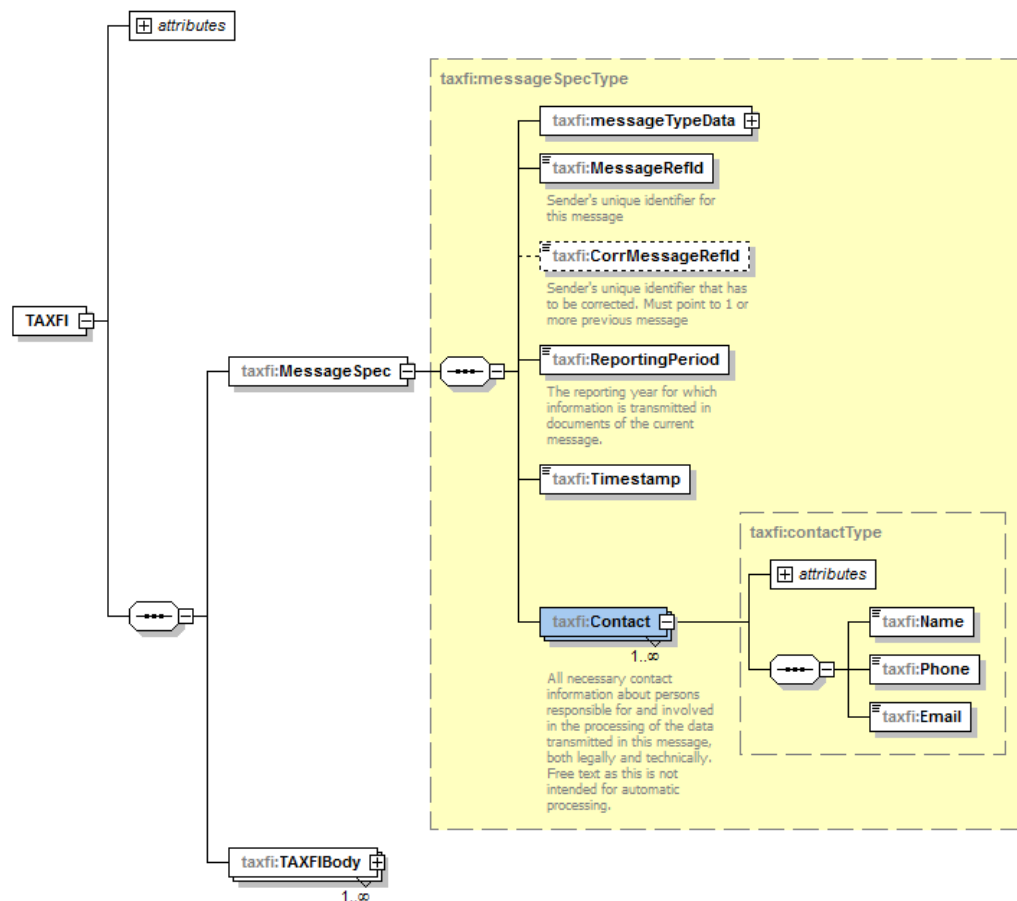 attributes
taxfi:messageSpecType
taxfi:messageTypeData
taxfi:MessageRefId
Sender's unique identifier for
this message
taxfi:CorrMessageRefId
Sender's unique identifier that has
to be corrected. Must point to 1 or
more previous message
TAXFI
taxfi:MessageSpec
taxfi:ReportingPeriod
The reporting year for which
information is transmitted in
documents of the current
message.
taxfi:Timestamp
taxfi:contactType
attributes
taxfi:Contact
1..∞
All necessary contact
information about persons
responsible for and involved
in the processing of the data
transmitted in this message,
both legally and technically.
Free text as this is not
intended for automatic
processing.
taxfi:Name
taxfi:Phone
taxfi:Email
taxfi:TAXFIBody
1..∞